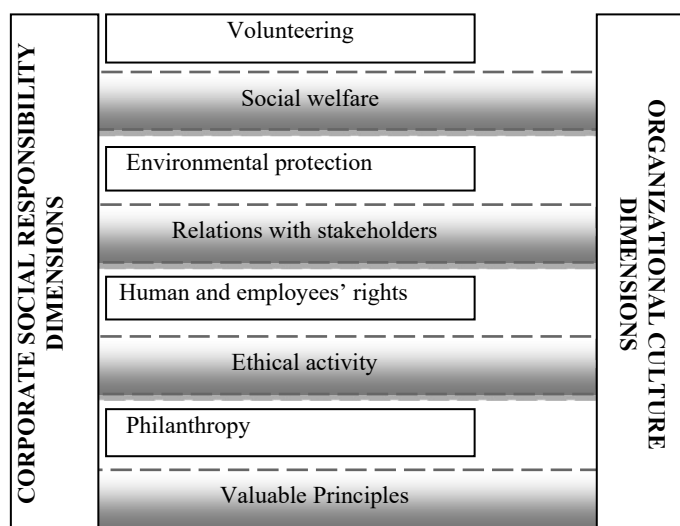 CORPORATE SOCIAL RESPONSIBILITY
DIMENSIONS
Volunteering
Social welfare
Environmental protection
Relations with stakeholders
Human and employees’ rights
Ethical activity
Philanthropy
Valuable Principles
ORGANIZATIONAL CULTURE
DIMENSIONS